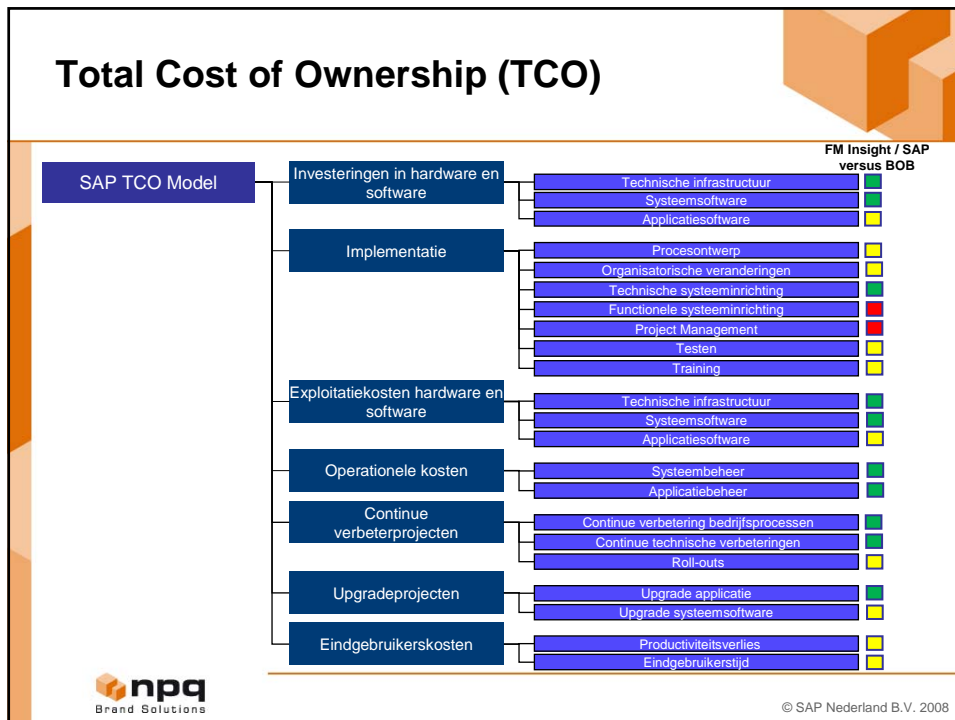 Total Cost of Ownership (TCO)
FM Insight / SAP
versus BOB
SAP TCO Model
Investeringen in hardware en
software
Technische infrastructuur
Systeemsoftware
Applicatiesoftware
Implementatie
Procesontwerp
Organisatorische veranderingen
Technische systeeminrichting
Functionele systeeminrichting
Project Management
Testen
Training
Exploitatiekosten hardware en
software
Technische infrastructuur
Systeemsoftware
Applicatiesoftware
Operationele kosten
Systeembeheer
Applicatiebeheer
Continue
verbeterprojecten
Continue verbetering bedrijfsprocessen
Continue technische verbeteringen
Roll-outs
Upgradeprojecten
Upgrade applicatie
Upgrade systeemsoftware
Eindgebruikerskosten
Productiviteitsverlies
Eindgebruikerstijd
npq
Brand Solutions
© SAP Nederland B.V. 2008